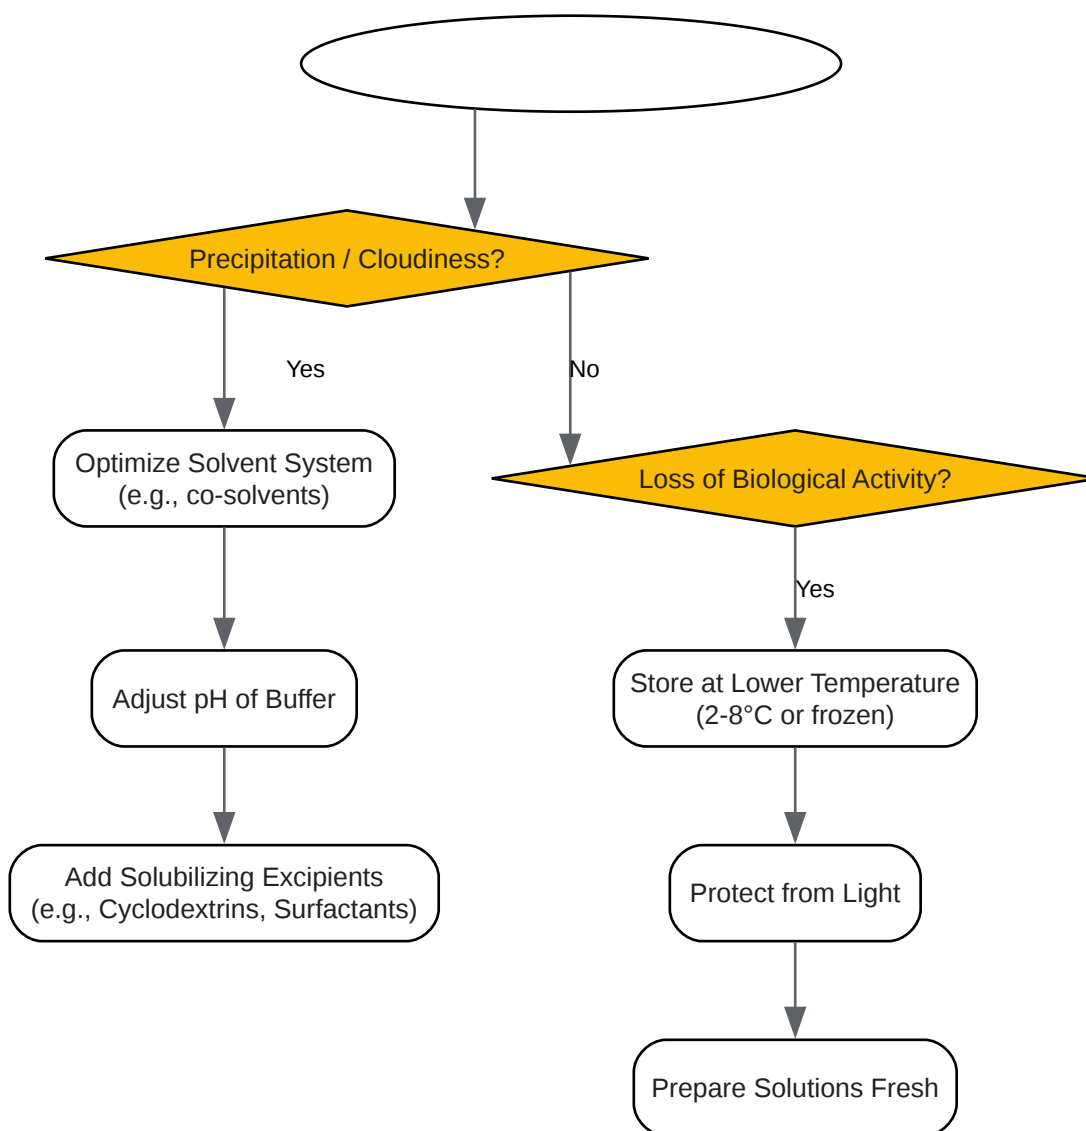 Precipitation / Cloudiness?
Yes
No
Optimize Solvent System
(e.g., co-solvents)
Loss of Biological Activity?
Yes
Adjust pH of Buffer
Store at Lower Temperature
(2-8°C or frozen)
Add Solubilizing Excipients
(e.g., Cyclodextrins, Surfactants)
Protect from Light
Prepare Solutions Fresh